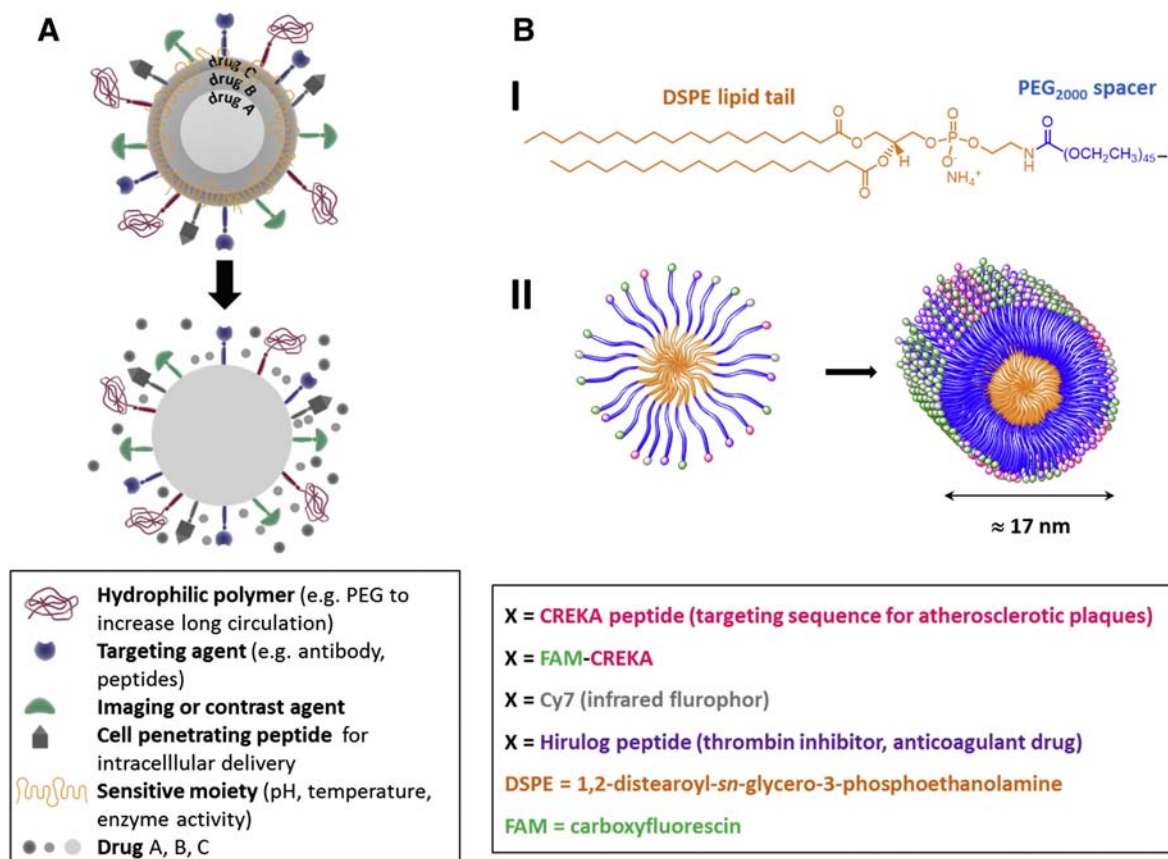 A
drug C
drug B
drug A
Hydrophilic polymer (e.g. PEG to
increase long circulation)
Targeting agent (e.g. antibody,
peptides)
Imaging or contrast agent
Cell penetrating peptide for
intracelllular delivery
Sensitive moiety (pH, temperature,
enzyme activity)
Drug A, B, C
B
I
DSPE lipid tail
PEG2000 spacer
O
O
O
O
H
O
O
P
O
O-
NH4+
O
N
H
O
(OCH2CH2)45
II
≈ 17 nm
X = CREKA peptide (targeting sequence for atherosclerotic plaques)
X = FAM-CREKA
X = Cy7 (infrared flurophor)
X = Hirulog peptide (thrombin inhibitor, anticoagulant drug)
DSPE = 1,2-distearoyl-sn-glycero-3-phosphoethanolamine
FAM = carboxyfluorescin